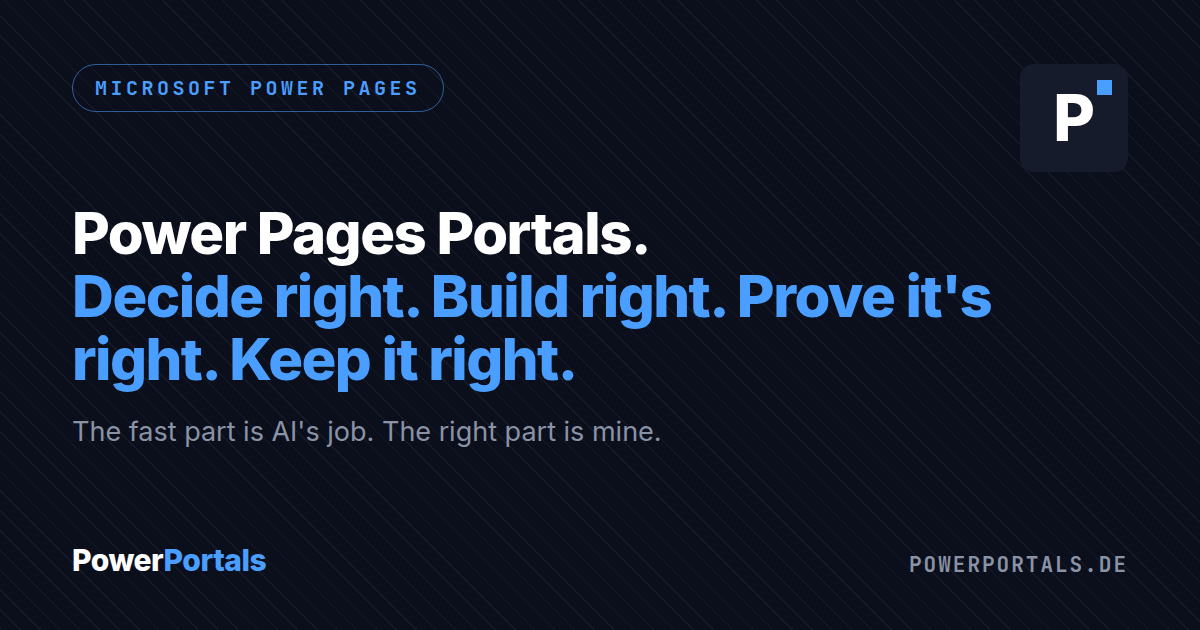 MICROSOFT POWER PAGES
P
Power Pages Portals.
Decide right. Build right. Prove it's
right. Keep it right.
The fast part is AI's job. The right part is mine.
PowerPortals
POWERPORTALS.DE